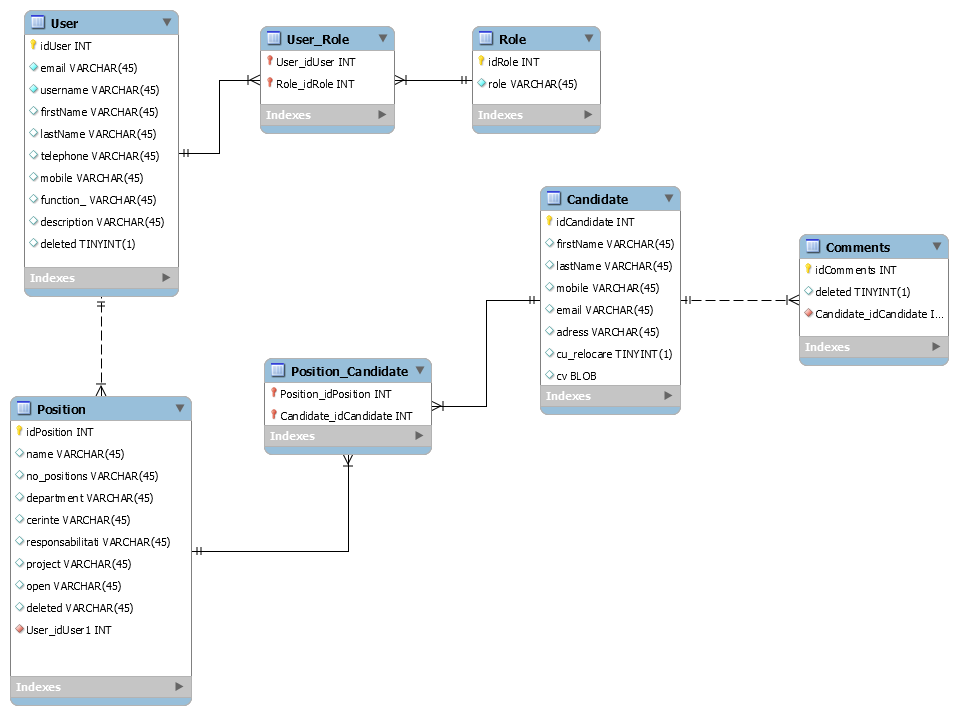 User
idUser INT
email VARCHAR(45)
username VARCHAR(45)
firstName VARCHAR(45)
lastName VARCHAR(45)
telephone VARCHAR(45)
mobile VARCHAR(45)
function_ VARCHAR(45)
description VARCHAR(45)
deleted TINYINT(1)
Indexes
User_Role
User_idUser INT
Role_idRole INT
Indexes
Role
idRole INT
role VARCHAR(45)
Indexes
Candidate
idCandidate INT
firstName VARCHAR(45)
lastName VARCHAR(45)
mobile VARCHAR(45)
email VARCHAR(45)
adress VARCHAR(45)
cu_relocare TINYINT(1)
cv BLOB
Indexes
Comments
idComments INT
deleted TINYINT(1)
Candidate_idCandidate I...
Indexes
Position_Candidate
Position_idPosition INT
Candidate_idCandidate INT
Indexes
Position
idPosition INT
name VARCHAR(45)
no_positions VARCHAR(45)
department VARCHAR(45)
cerinte VARCHAR(45)
responsabilitati VARCHAR(45)
project VARCHAR(45)
open VARCHAR(45)
deleted VARCHAR(45)
User_idUser1 INT
Indexes